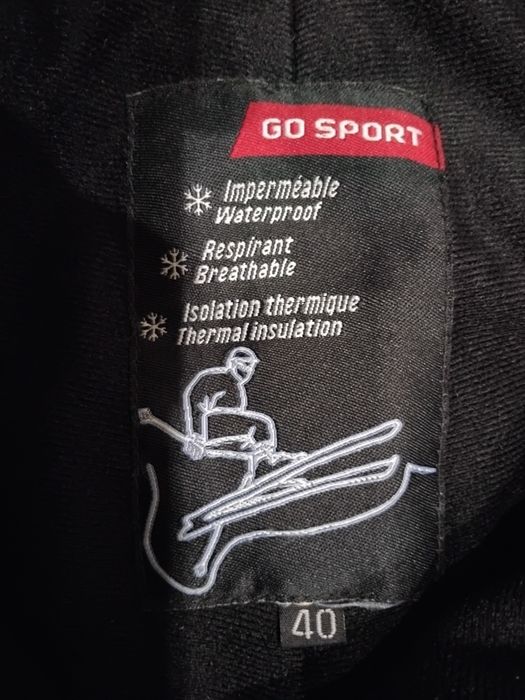 GO SPORT
Imperméable
Waterproof
Respirant
Breathable
Isolation thermique
Thermal insulation
40